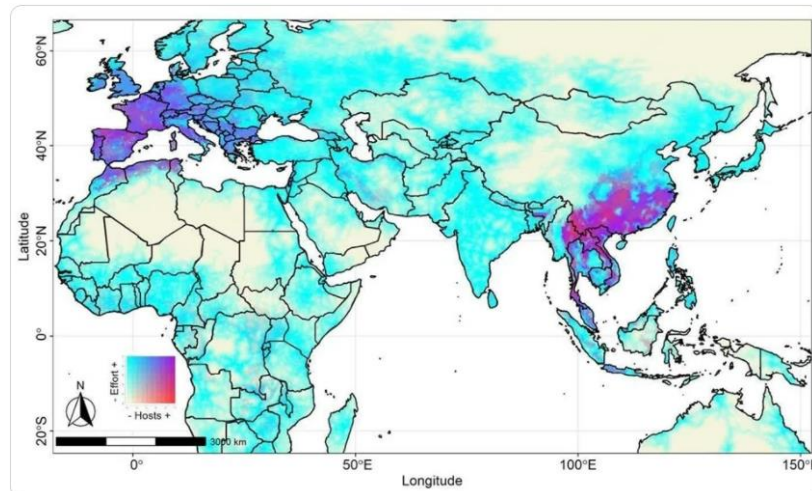 60°N
40°N
20°N
0°
20°S
Latitude
- Effort +
- Hosts +
N
3000 km
0°
50°E
100°E
150°
Longitude